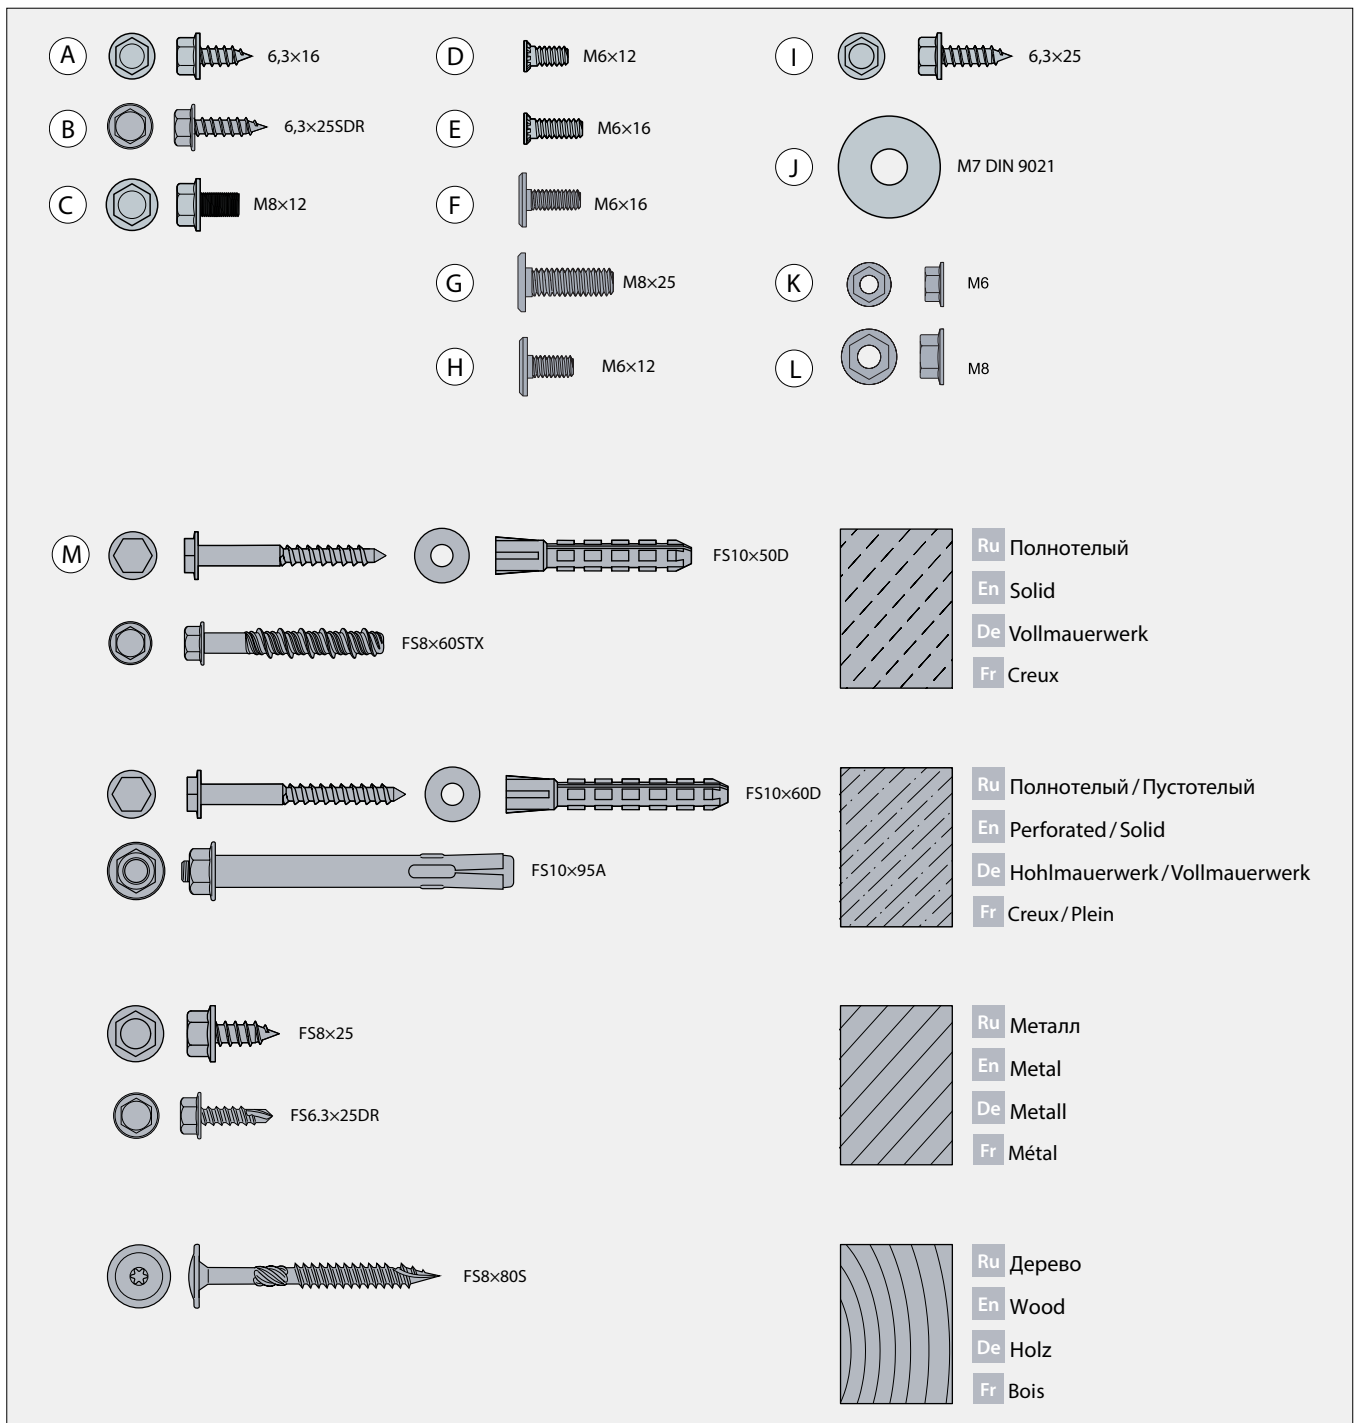 A 6,3×16
B 6,3×25SDR
C M8×12
D M6×12
E M6×16
F M6×16
G M8×25
H M6×12
I 6,3×25
J M7 DIN 9021
K M6
L M8
M FS10×50D
FS8×60STX
Ru Полнотелый
En Solid
De Vollmauerwerk
Fr Creux
FS10×60D
FS10×95A
Ru Полнотелый / Пустотелый
En Perforated / Solid
De Hohlmauerwerk / Vollmauerwerk
Fr Creux / Plein
FS8×25
FS6.3×25DR
Ru Металл
En Metal
De Metall
Fr Métal
FS8×80S
Ru Дерево
En Wood
De Holz
Fr Bois